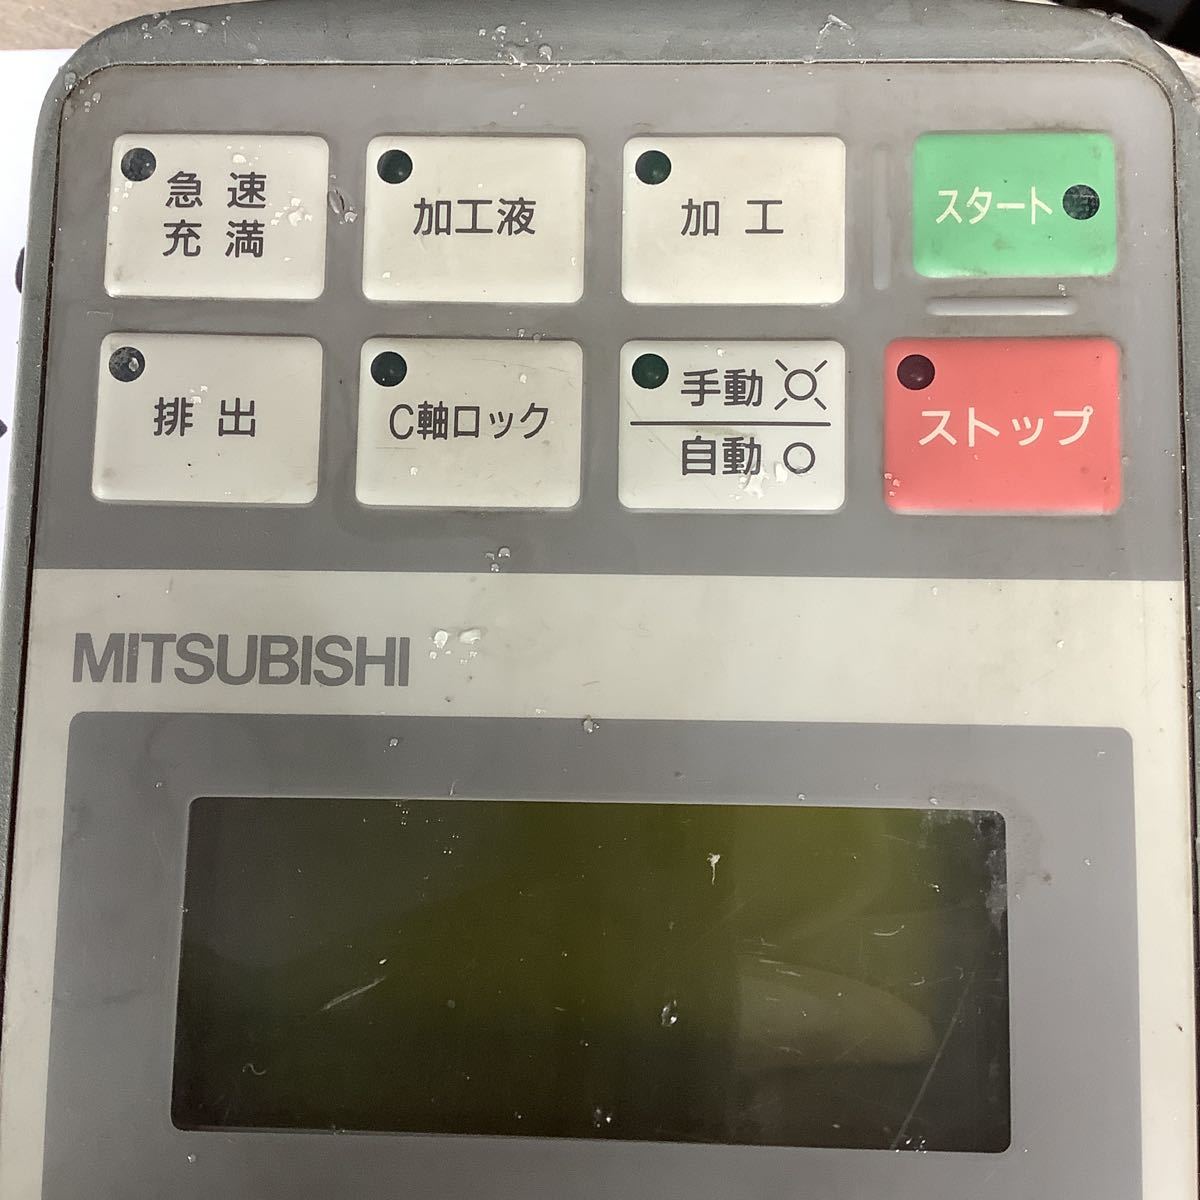 急速
充満
加工液
加工
スタート
排出
C軸ロック
手動
自動
ストップ
MITSUBISHI